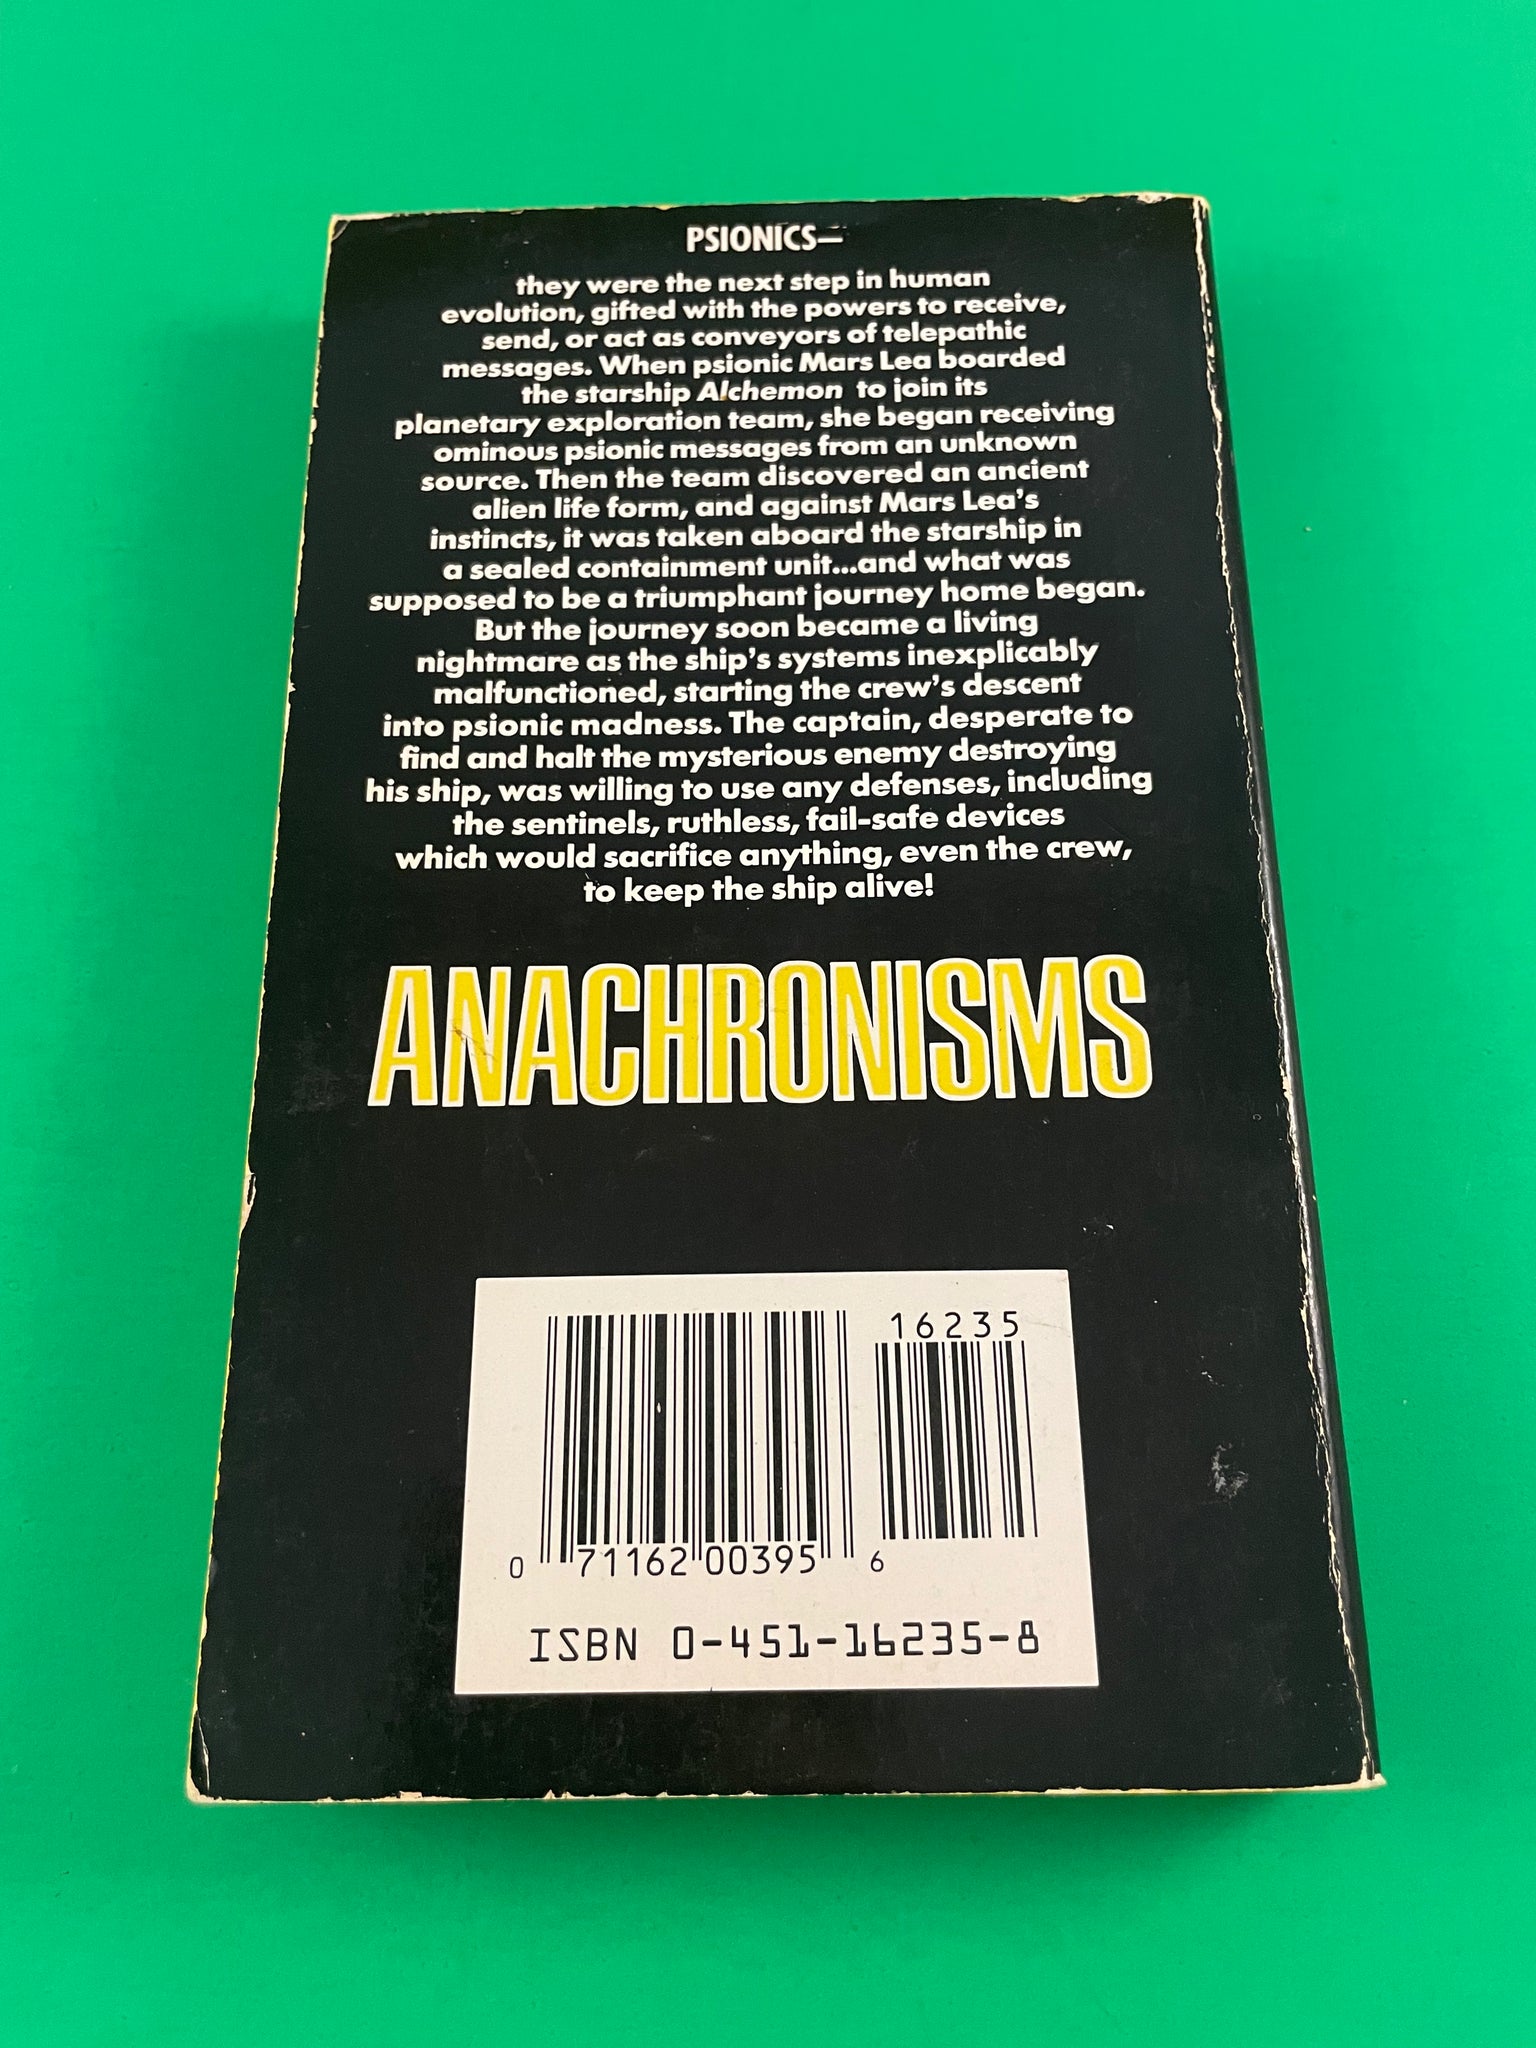 PSIONICS—
they were the next step in human
evolution, gifted with the powers to receive,
send, or act as conveyors of telepathic
messages. When psionic Mars Lea boarded
the starship Alchemon to join its
planetary exploration team, she began receiving
ominous psionic messages from an unknown
source. Then the team discovered an ancient
alien life form, and against Mars Lea's
instincts, it was taken aboard the starship in
a sealed containment unit...and what was
supposed to be a triumphant journey home began.
But the journey soon became a living
nightmare as the ship's systems inexplicably
malfunctioned, starting the crew's descent
into psionic madness. The captain, desperate to
find and halt the mysterious enemy destroying
his ship, was willing to use any defenses, including
the sentinels, ruthless, fail-safe devices
which would sacrifice anything, even the crew,
to keep the ship alive!
ANACHRONISMS
16235
0 71162 00395 6
ISBN 0-451-16235-8